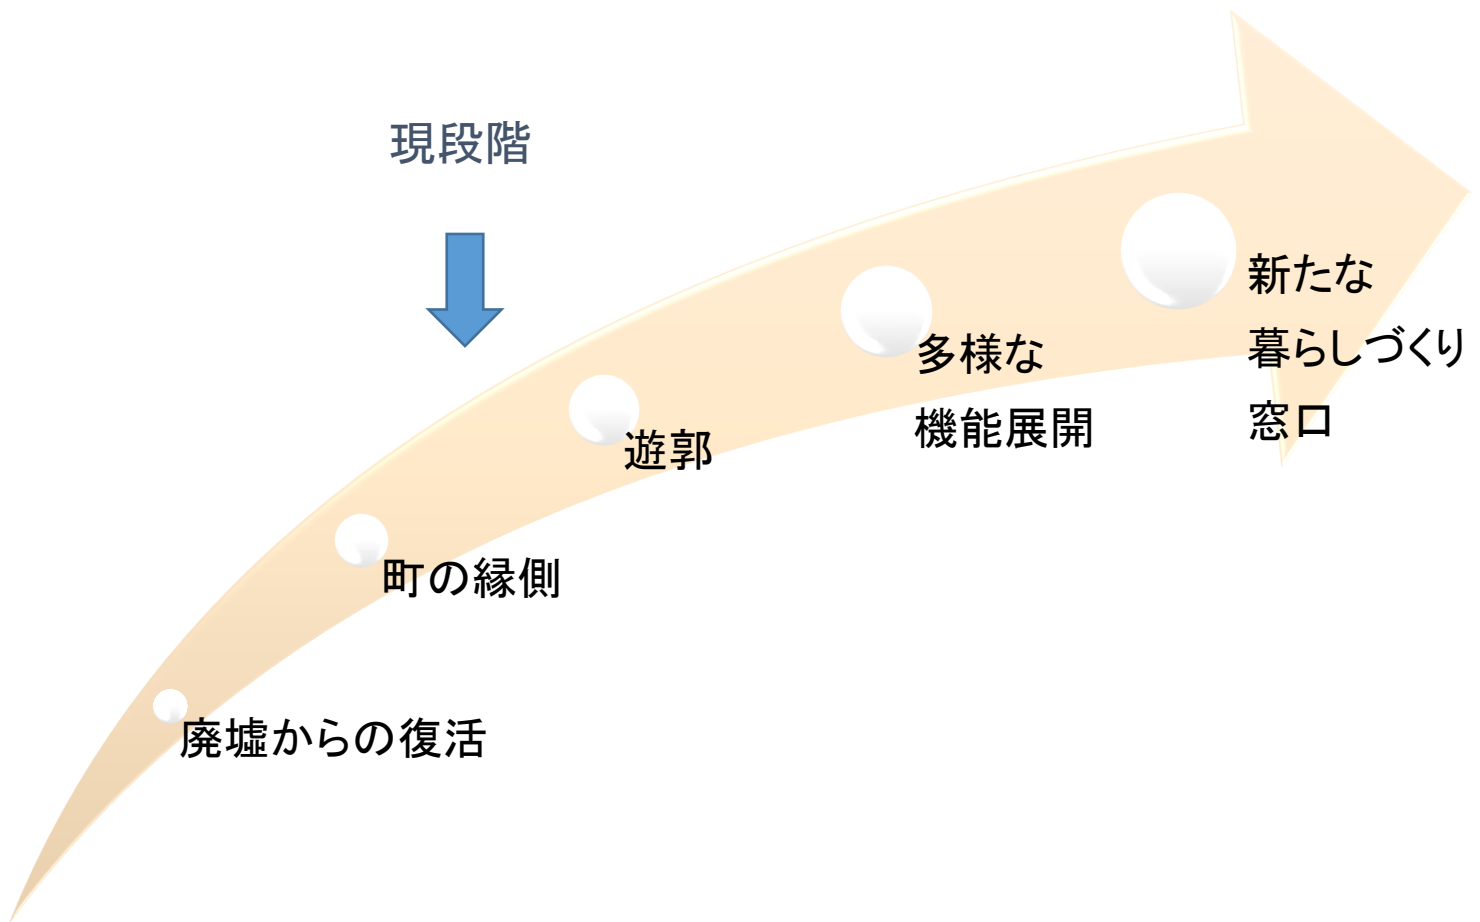 現段階
新たな
暮らしづくり
窓口
多様な
機能展開
遊郭
町の縁側
廃墟からの復活